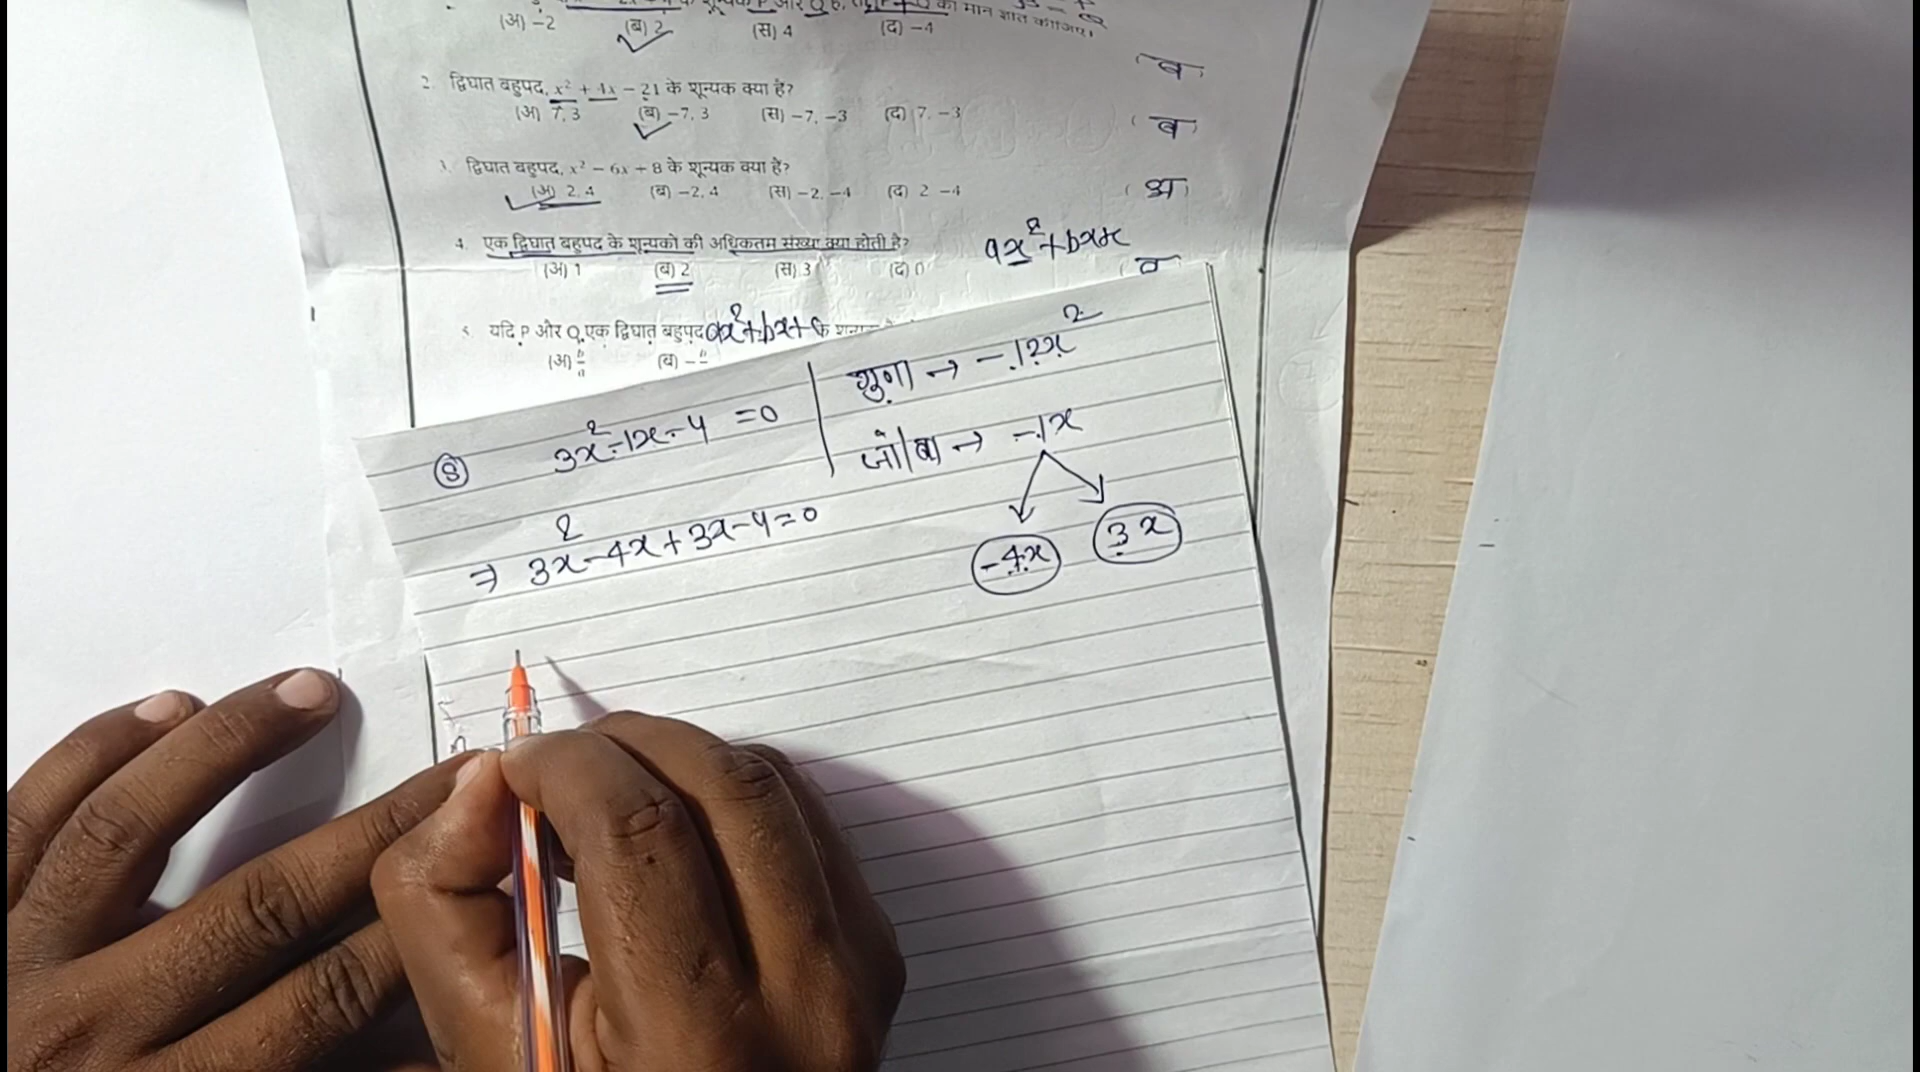 के शून्यक P और Q है, का मान ज्ञात कीजिए।
(अ) -2 (ब) 2 (स) 4 (द) -4
ब
2. द्विघात बहुपद, x² + 4x - 21 के शून्यक क्या हैं?
(अ) 7, 3 (ब) -7, 3 (स) -7, -3 (द) 7, -3
(ब)
3. द्विघात बहुपद, x² - 6x + 8 के शून्यक क्या हैं?
(अ) 2, 4 (ब) -2, 4 (स) -2, -4 (द) 2 -4
(अ)
4. एक द्विघात बहुपद के शून्यकों की अधिकतम संख्या क्या होती है?
ax²+bx+c
(अ) 1 (ब) 2 (स) 3 (द) 0
ब
5. यदि P और Q एक द्विघात बहुपद ax²+bx+c के
(अ) (ब) -
8 3x²-1x-4 =0
गुणा → -12x²
जो/बा → -1x
-4x 3x
⇒ 3x²-4x+3x-4=0